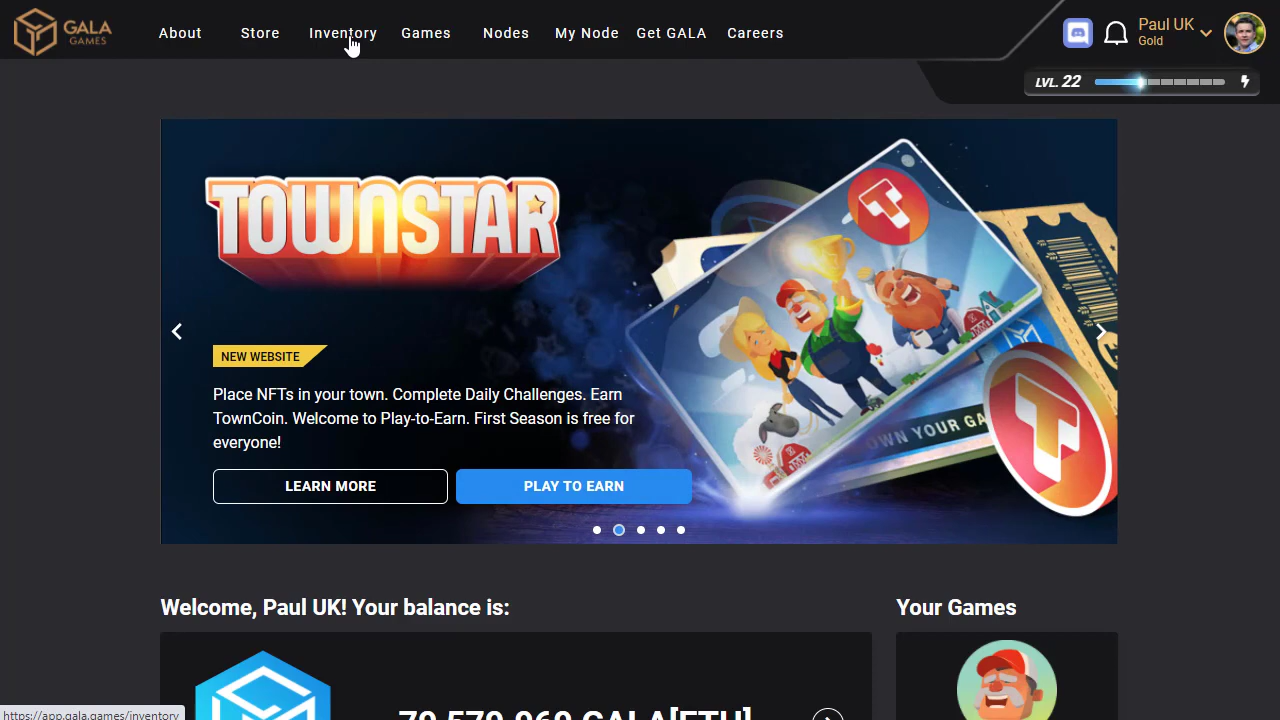 GALA
GAMES
About
Store
Inventory
Games
Nodes
My Node
Get GALA
Careers
Paul UK
Gold
LVL. 22
TOWNSTAR
NEW WEBSITE
Place NFTs in your town. Complete Daily Challenges. Earn
TownCoin. Welcome to Play-to-Earn. First Season is free for
everyone!
LEARN MORE
PLAY TO EARN
OWN YOUR GA
Welcome, Paul UK! Your balance is:
Your Games
https://app.gala.games/inventory